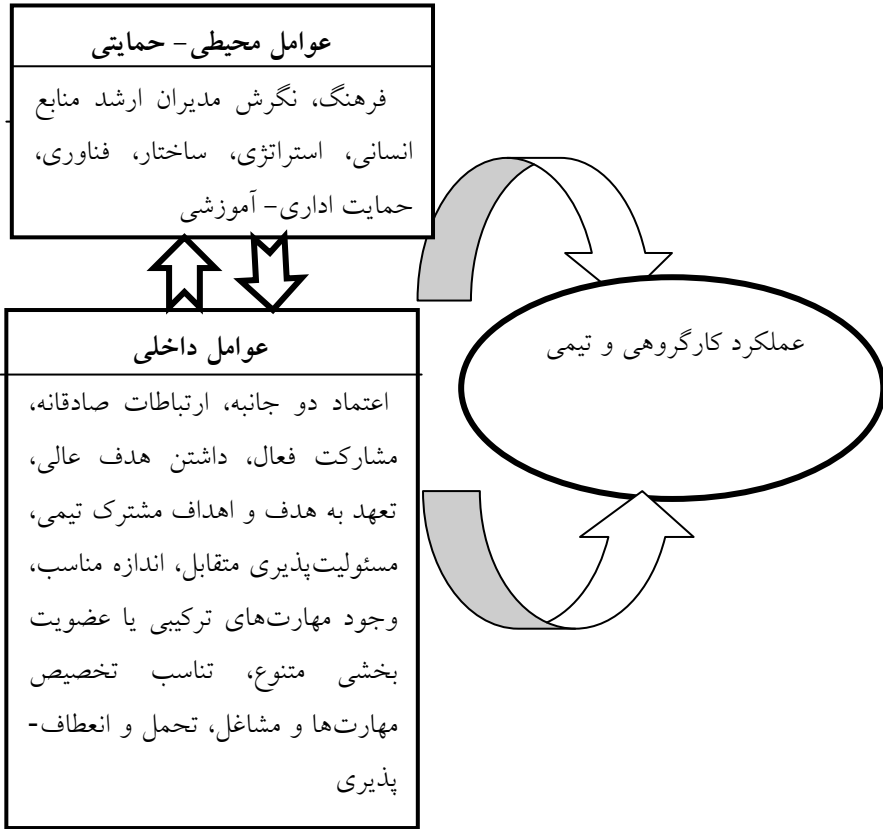 عوامل محیطی– حمایتی
فرهنگ، نگرش مدیران ارشد منابع
انسانی، استراتژی، ساختار، فناوری،
حمایت اداری– آموزشی
عملکرد کارگروهی و تیمی
عوامل داخلی
اعتماد دو جانبه، ارتباطات صادقانه،
مشارکت فعال، داشتن هدف عالی،
تعهد به هدف و اهداف مشترک تیمی،
مسئولیت‌پذیری متقابل، اندازه مناسب،
وجود مهارت‌های ترکیبی یا عضویت
بخشی متنوع، تناسب تخصیص
مهارت‌ها و مشاغل، تحمل و انعطاف-
پذیری